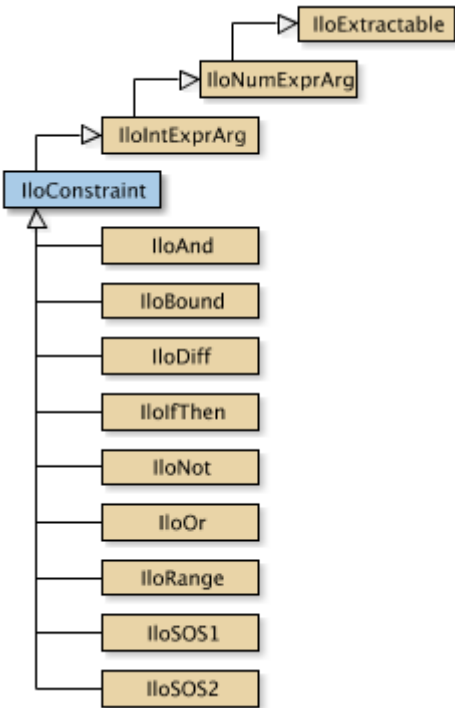 IloExtractable
IloNumExprArg
IloIntExprArg
IloConstraint
IloAnd
IloBound
IloDiff
IloIfThen
IloNot
IloOr
IloRange
IloSOS1
IloSOS2